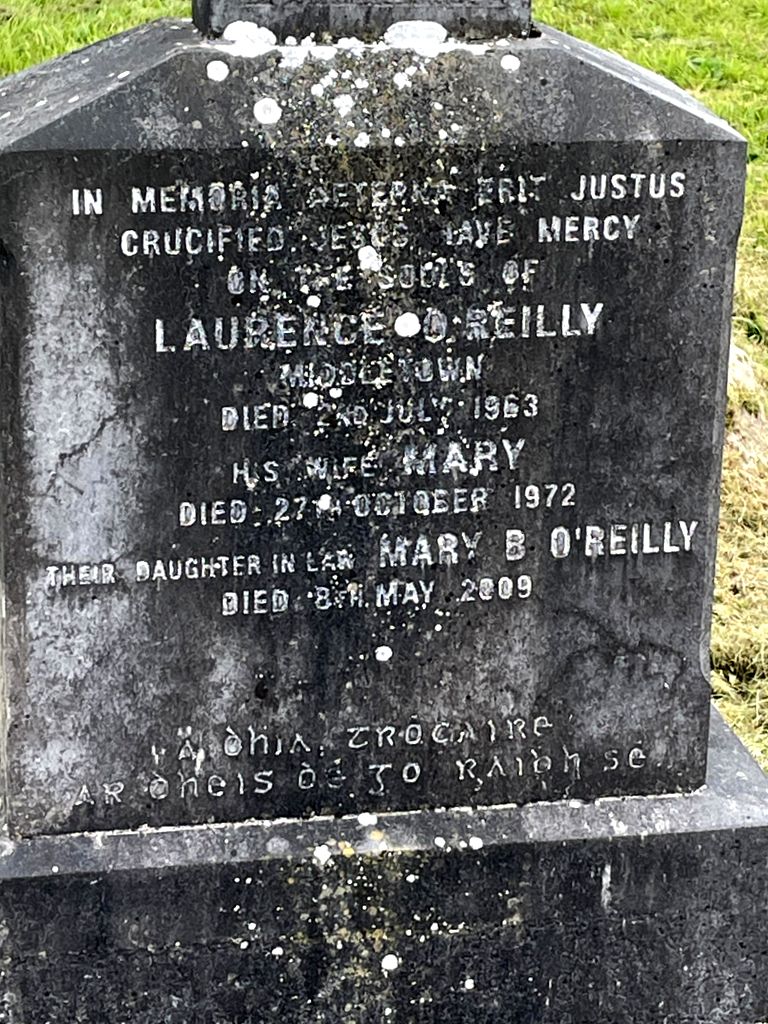 IN MEMORIA AETERNA ERIT JUSTUS
CRUCIFIED JESUS HAVE MERCY
ON THE SOULS OF
LAURENCE O'REILLY
MIDDLETOWN
DIED 2ND JULY 1963
HIS WIFE MARY
DIED 27TH OCTOBER 1972
THEIR DAUGHTER IN LAW MARY B O'REILLY
DIED 8TH MAY 2009
A DHIA, TRÓCAIRE
AR DHEIS DÉ GO RAIBH SÉ